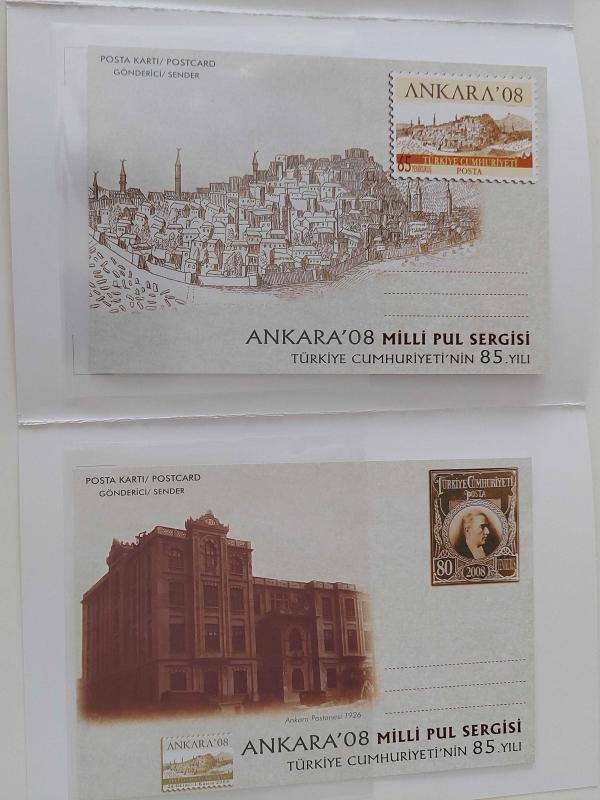 POSTA KARTI/ POSTCARD
GÖNDERİCİ/ SENDER
ANKARA'08
65
YENİKURUŞ
TÜRKİYE CUMHURİYETİ
POSTA
ANKARA'08 MİLLİ PUL SERGİSİ
TÜRKİYE CUMHURİYETİ'NİN 85.YILI
POSTA KARTI/ POSTCARD
GÖNDERİCİ/ SENDER
TÜRKİYE CUMHURİYETİ
POSTA
80 2008
Ankara Postanesi 1926
ANKARA'08
ANKARA'08 MİLLİ PUL SERGİSİ
TÜRKİYE CUMHURİYETİ'NİN 85.YILI